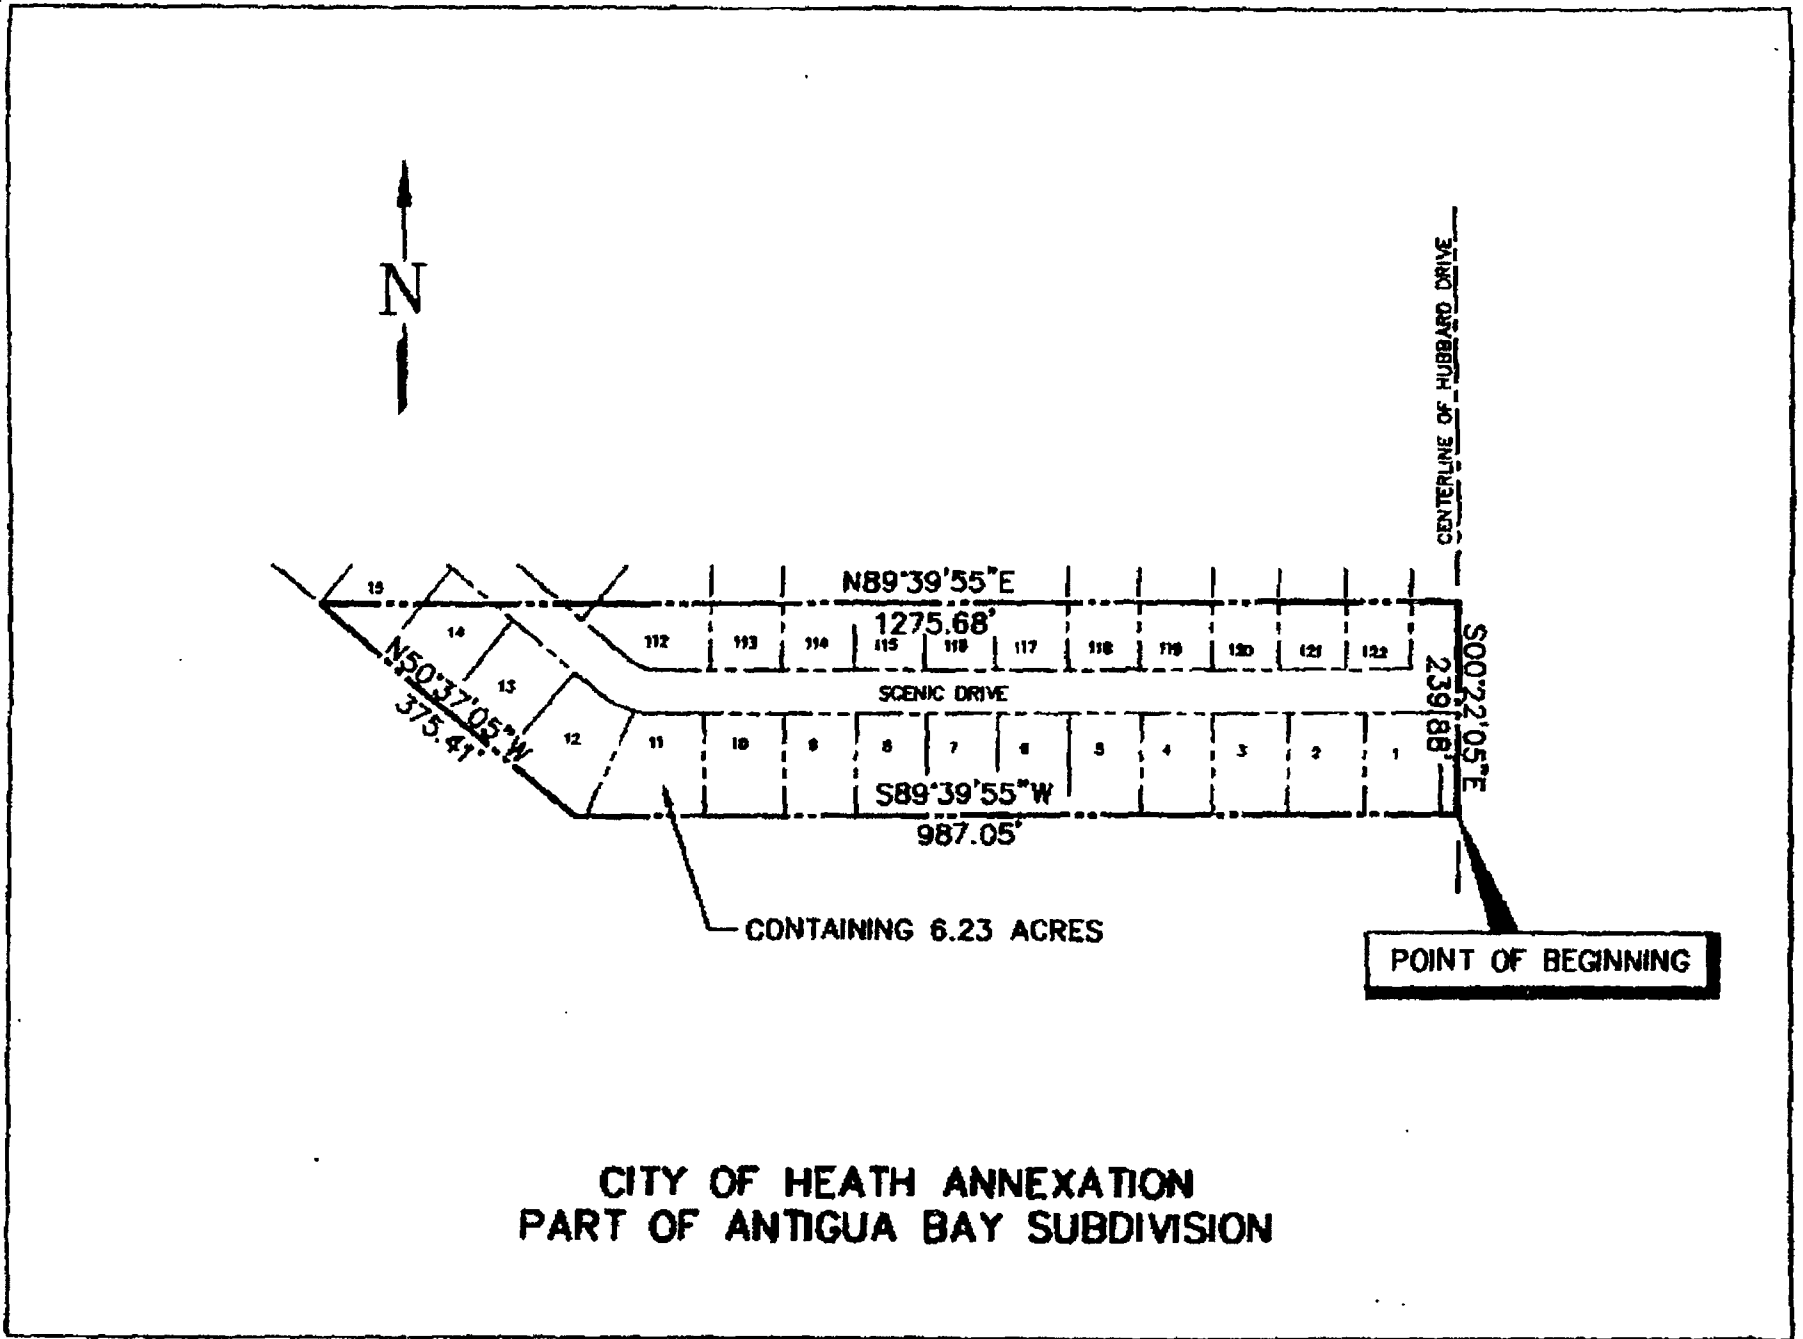 N
CENTERLINE OF HUBBARD DRIVE
N89°39'55"E
1275.68'
15
14
13
12
112
113
114
115
116
117
118
119
120
121
122
SCENIC DRIVE
S00°22'05"E
239.88'
N50°37'05"W
375.41'
11
10
9
8
7
6
5
4
3
2
1
S89°39'55"W
987.05'
CONTAINING 6.23 ACRES
POINT OF BEGINNING
CITY OF HEATH ANNEXATION
PART OF ANTIGUA BAY SUBDIVISION